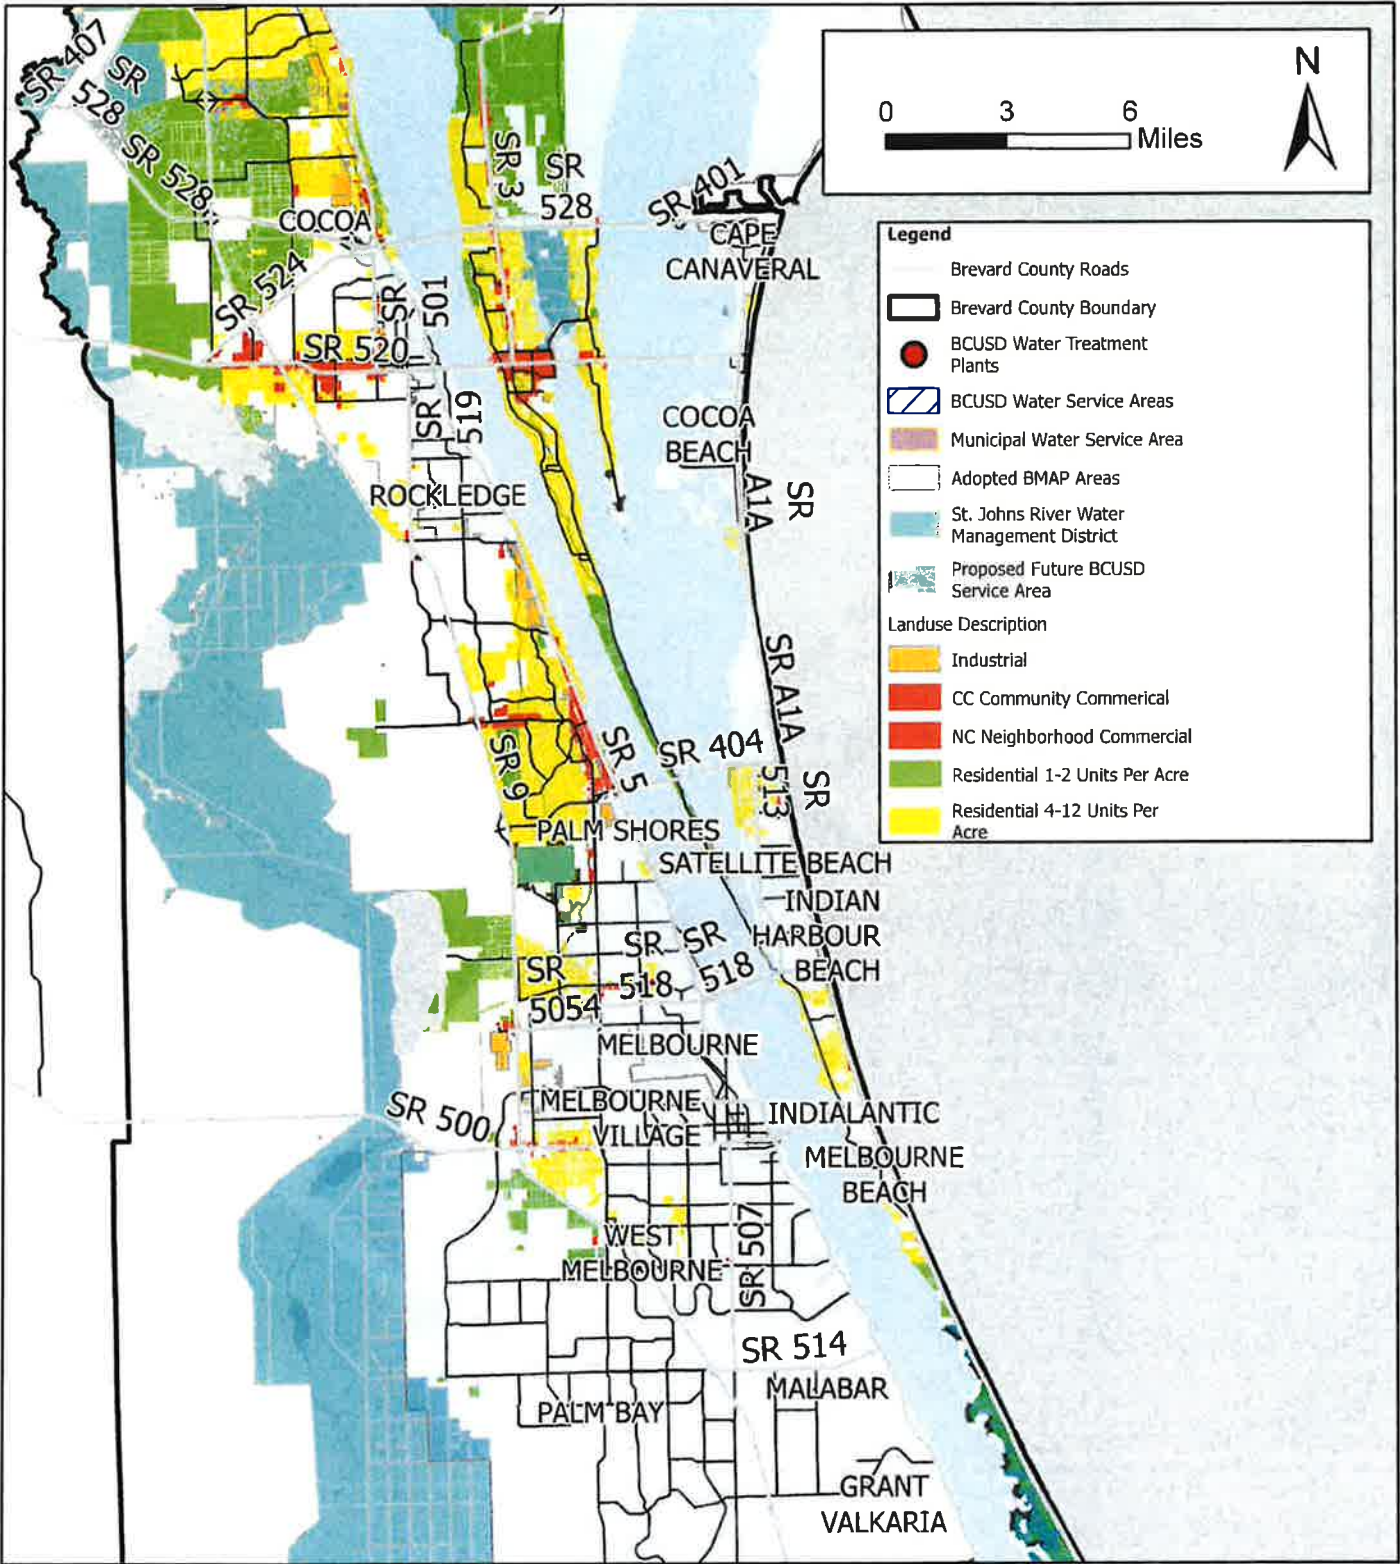 SR 407
SR
528
SR 528
SR 3
SR
528
SR 401
COCOA
CAPE
CANAVERAL
SR 524
SR
501
SR 520
SR
519
COCOA
BEACH
A1A
SR
ROCKLEDGE
SR A1A
SR 9
SR 5
SR 404
513
SR
PALM SHORES
SATELLITE BEACH
INDIAN
HARBOUR
BEACH
SR
518
SR
518
SR
5054
MELBOURNE
SR 500
MELBOURNE
VILLAGE
INDIALANTIC
MELBOURNE
BEACH
WEST
MELBOURNE
SR 507
SR 514
MALABAR
PALM BAY
GRANT
VALKARIA
0 3 6
Miles
N
Legend
Brevard County Roads
Brevard County Boundary
BCUSD Water Treatment
Plants
BCUSD Water Service Areas
Municipal Water Service Area
Adopted BMAP Areas
St. Johns River Water
Management District
Proposed Future BCUSD
Service Area
Landuse Description
Industrial
CC Community Commerical
NC Neighborhood Commercial
Residential 1-2 Units Per Acre
Residential 4-12 Units Per
Acre